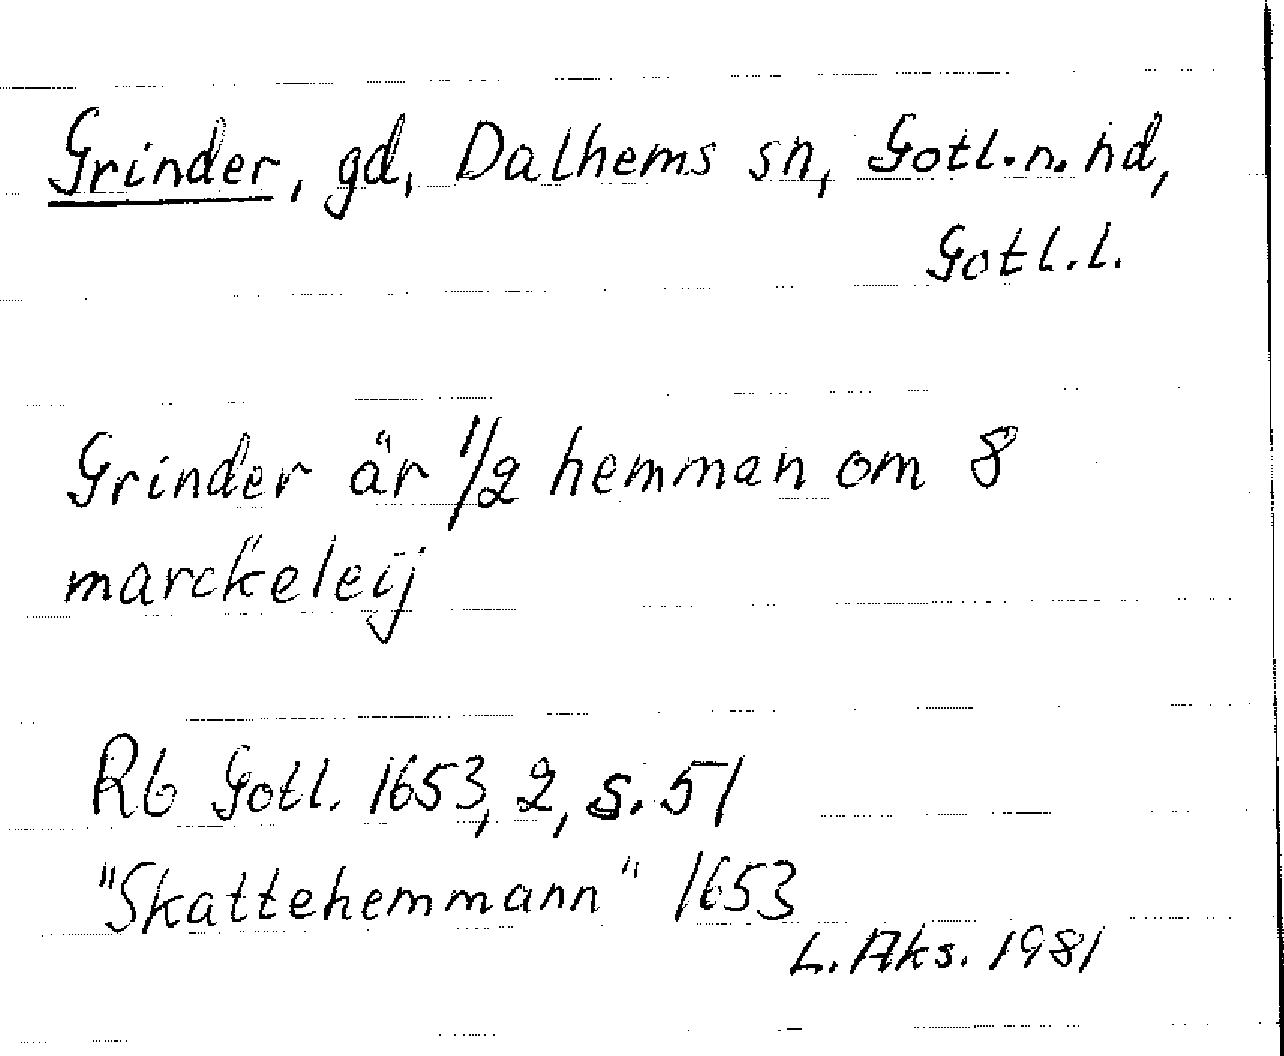 Grinder, gd, Dalhems sn, Gotl.n. hd,
Gotl.l.
Grinder är 1/2 hemman om 8
marckeleij
Rb Gotl. 1653, 2, s. 51
"Skattehemmann" 1653
L. Aks. 1981